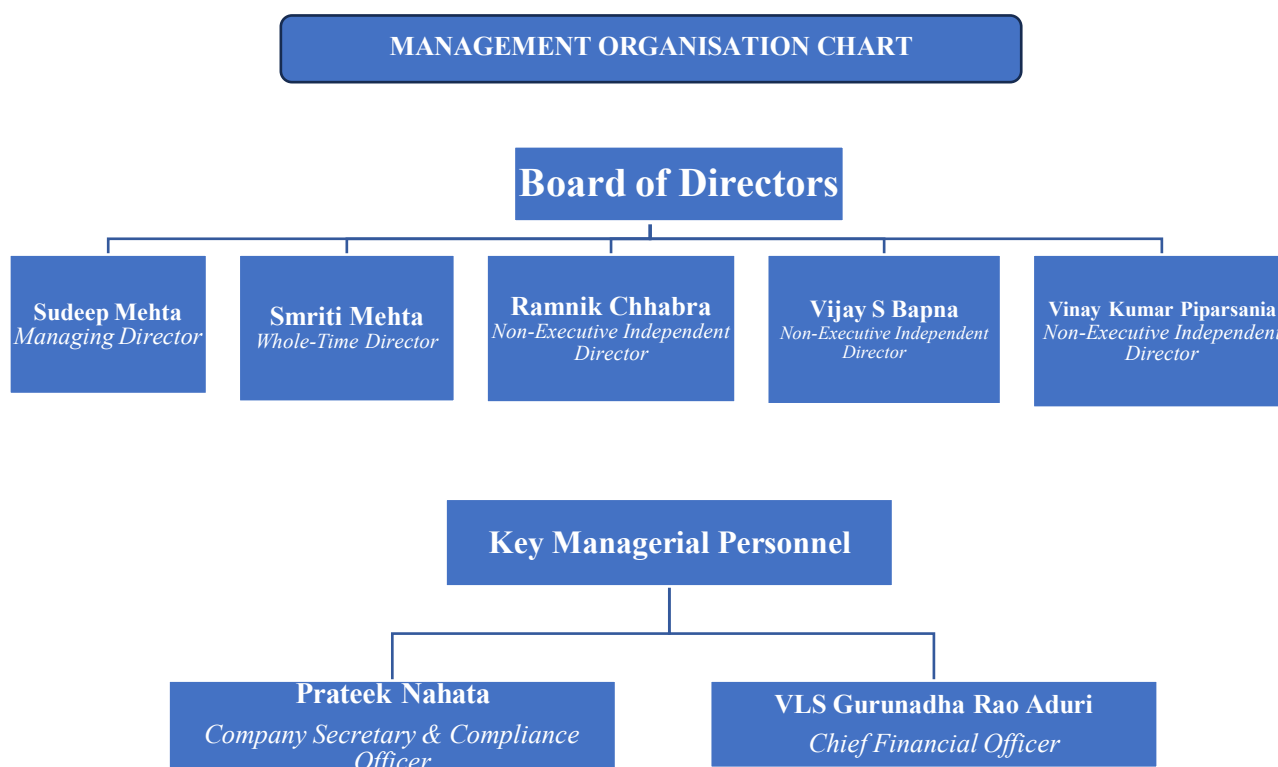 MANAGEMENT ORGANISATION CHART
Board of Directors
Sudeep Mehta
Managing Director
Smriti Mehta
Whole-Time Director
Ramnik Chhabra
Non-Executive Independent
Director
Vijay S Bapna
Non-Executive Independent
Director
Vinay Kumar Piparsania
Non-Executive Independent
Director
Key Managerial Personnel
Prateek Nahata
Company Secretary & Compliance
Officer
VLS Gurunadha Rao Aduri
Chief Financial Officer